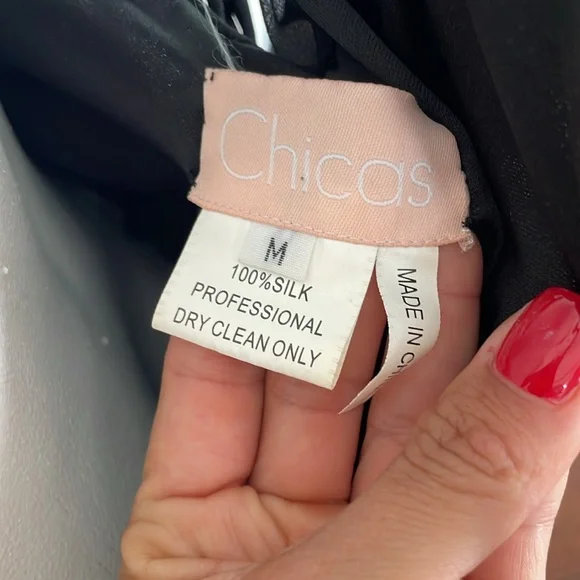 Chicas
M
100%SILK
PROFESSIONAL
DRY CLEAN ONLY
MADE IN